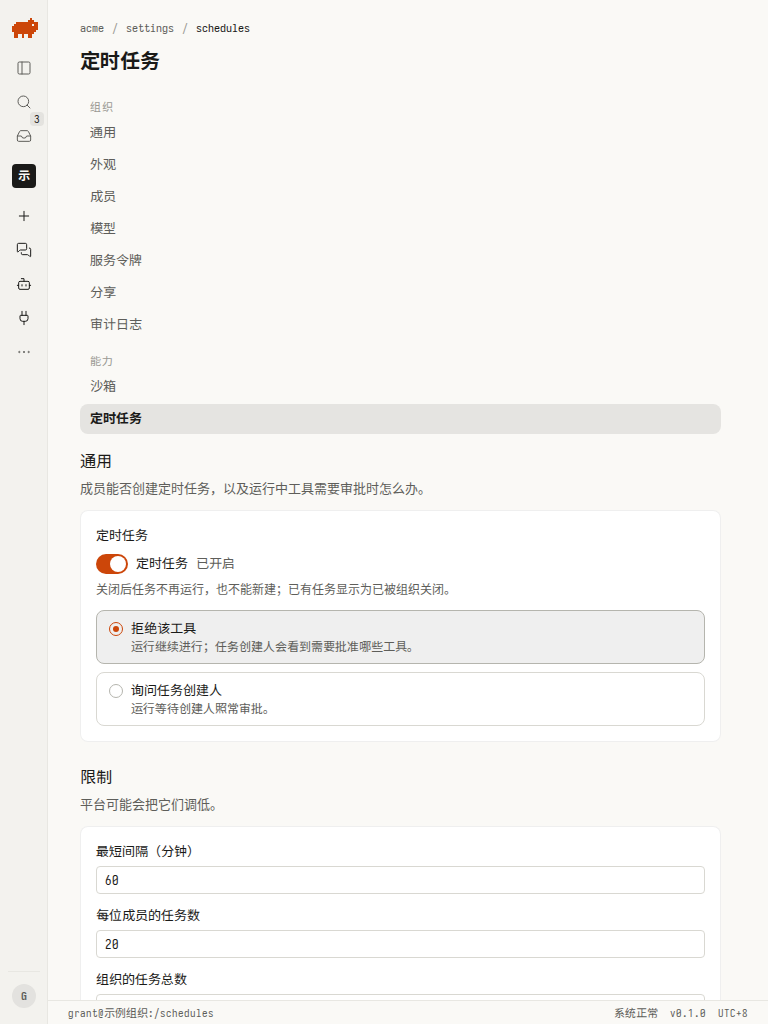 acme / settings / schedules
定时任务
组织
通用
外观
成员
模型
服务令牌
分享
审计日志
能力
沙箱
定时任务
3
示
G
通用
成员能否创建定时任务，以及运行中工具需要审批时怎么办。
定时任务
定时任务 已开启
关闭后任务不再运行，也不能新建；已有任务显示为已被组织关闭。
拒绝该工具
运行继续进行；任务创建人会看到需要批准哪些工具。
询问任务创建人
运行等待创建人照常审批。
限制
平台可能会把它们调低。
最短间隔（分钟）
60
每位成员的任务数
20
组织的任务总数
grant@示例组织:/schedules
系统正常 v0.1.0 UTC+8